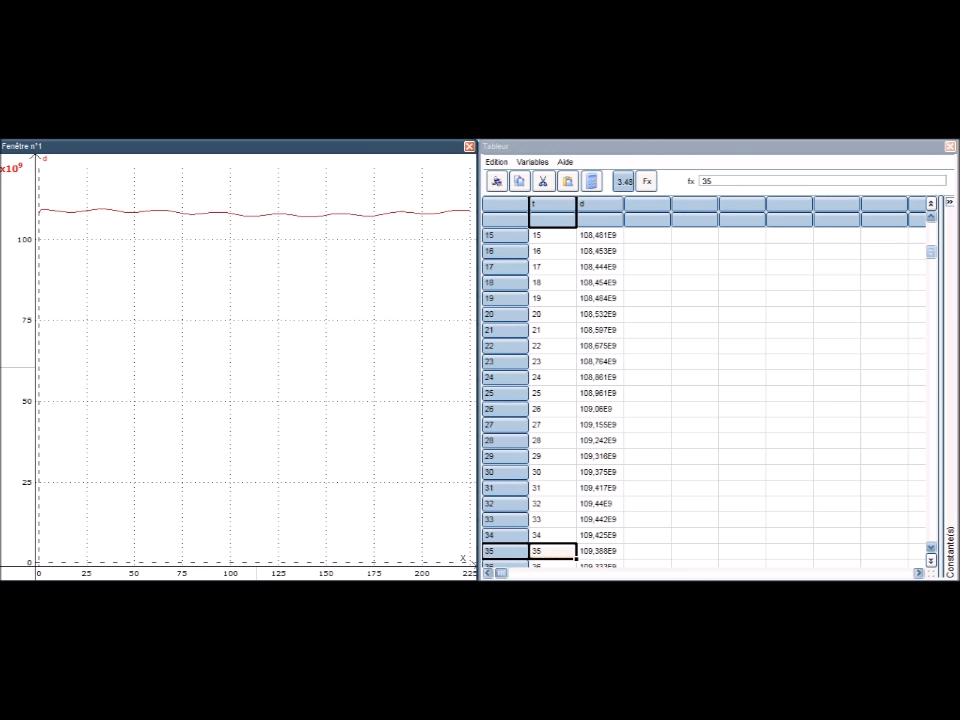 Fenêtre n°1
x10⁹
d
100
75
50
25
0
X
0 25 50 75 100 125 150 175 200 225
Tableur
Edition Variables Aide
3.48 Fx fx 35
t d
15 15 108,481E9
16 16 108,453E9
17 17 108,444E9
18 18 108,454E9
19 19 108,484E9
20 20 108,532E9
21 21 108,597E9
22 22 108,675E9
23 23 108,764E9
24 24 108,861E9
25 25 108,961E9
26 26 109,06E9
27 27 109,155E9
28 28 109,242E9
29 29 109,316E9
30 30 109,375E9
31 31 109,417E9
32 32 109,44E9
33 33 109,442E9
34 34 109,425E9
35 35 109,388E9
36 36 109,333E9
Constante(s)